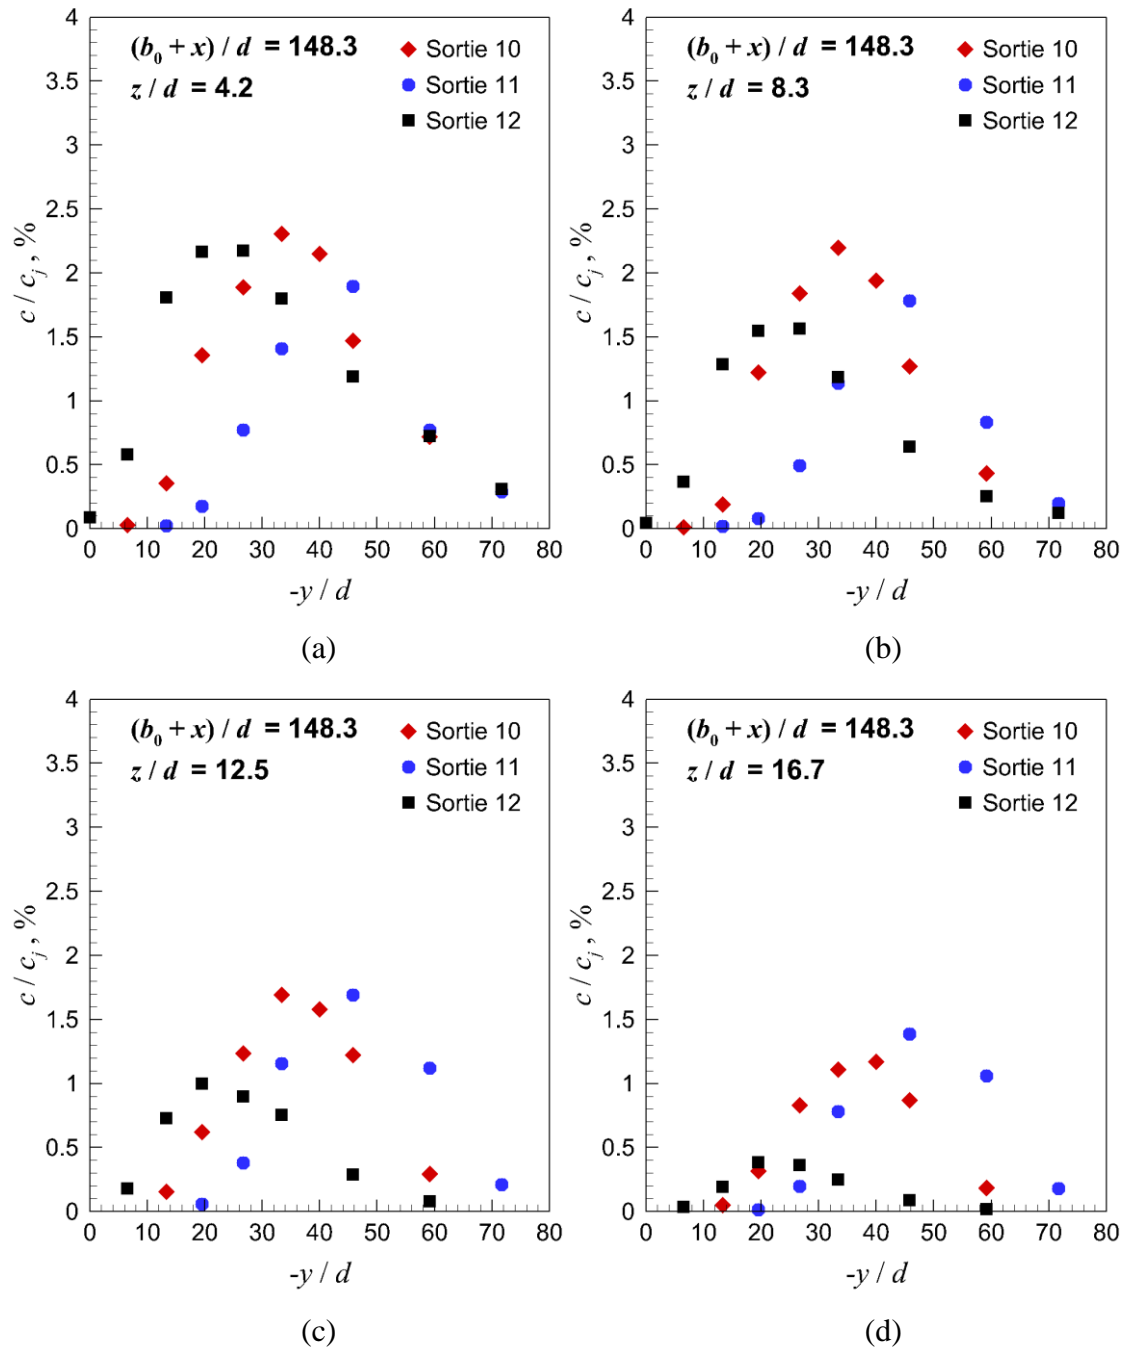 (b₀ + x) / d = 148.3
z / d = 4.2
Sortie 10
Sortie 11
Sortie 12
4
3.5
3
2.5
2
1.5
1
0.5
0
c / cⱼ , %
0 10 20 30 40 50 60 70 80
-y / d
(a)
(b₀ + x) / d = 148.3
z / d = 8.3
Sortie 10
Sortie 11
Sortie 12
4
3.5
3
2.5
2
1.5
1
0.5
0
c / cⱼ , %
0 10 20 30 40 50 60 70 80
-y / d
(b)
(b₀ + x) / d = 148.3
z / d = 12.5
Sortie 10
Sortie 11
Sortie 12
4
3.5
3
2.5
2
1.5
1
0.5
0
c / cⱼ , %
0 10 20 30 40 50 60 70 80
-y / d
(c)
(b₀ + x) / d = 148.3
z / d = 16.7
Sortie 10
Sortie 11
Sortie 12
4
3.5
3
2.5
2
1.5
1
0.5
0
c / cⱼ , %
0 10 20 30 40 50 60 70 80
-y / d
(d)